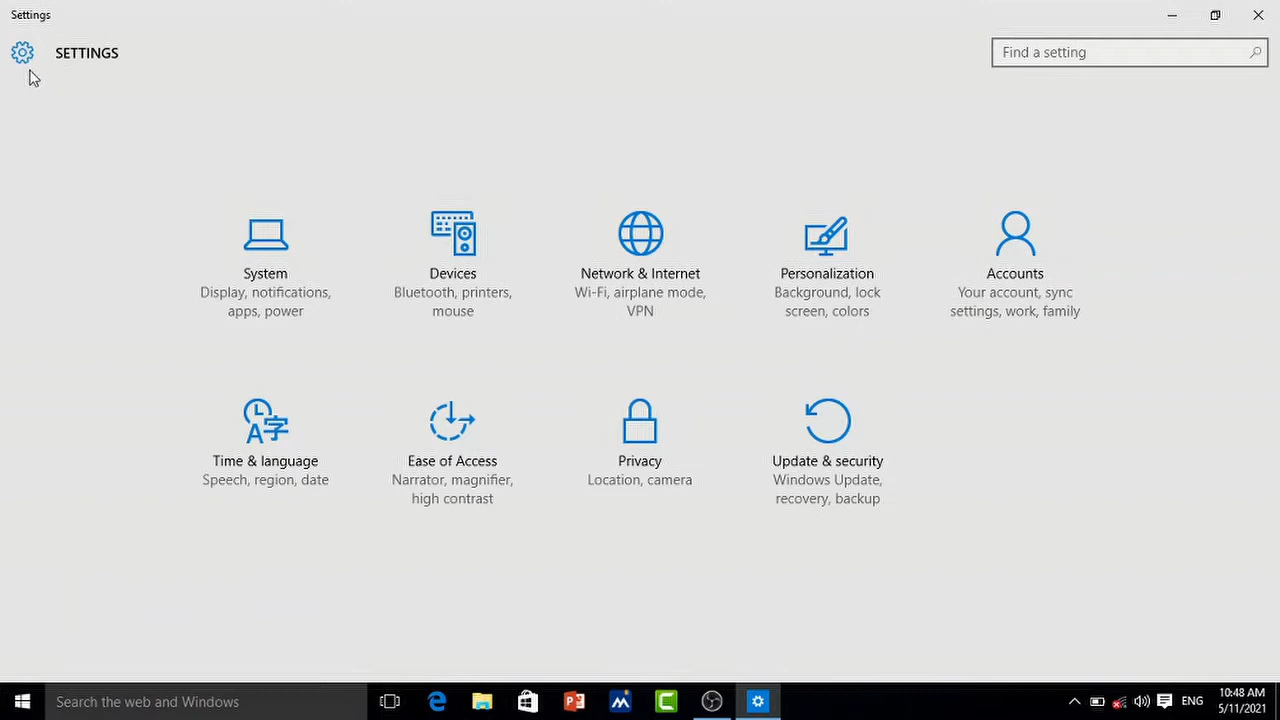 Settings
SETTINGS
Find a setting
System
Display, notifications,
apps, power
Devices
Bluetooth, printers,
mouse
Network & Internet
Wi-Fi, airplane mode,
VPN
Personalization
Background, lock
screen, colors
Accounts
Your account, sync
settings, work, family
A字
Time & language
Speech, region, date
Ease of Access
Narrator, magnifier,
high contrast
Privacy
Location, camera
Update & security
Windows Update,
recovery, backup
Search the web and Windows
ENG
10:48 AM
5/11/2021